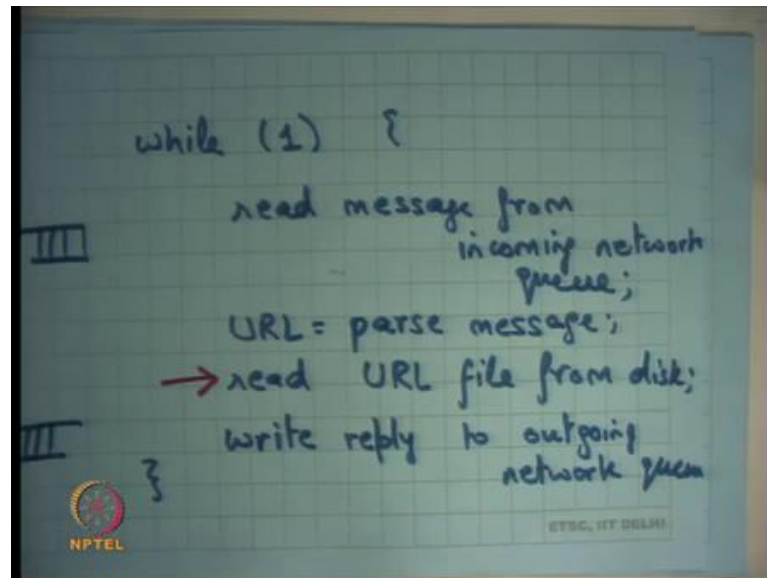 while (1) {
read message from
incoming network
queue;
URL = parse message;
→ read URL file from disk;
write reply to outgoing
network queu
}
NPTEL
ETSC, IIT DELHI